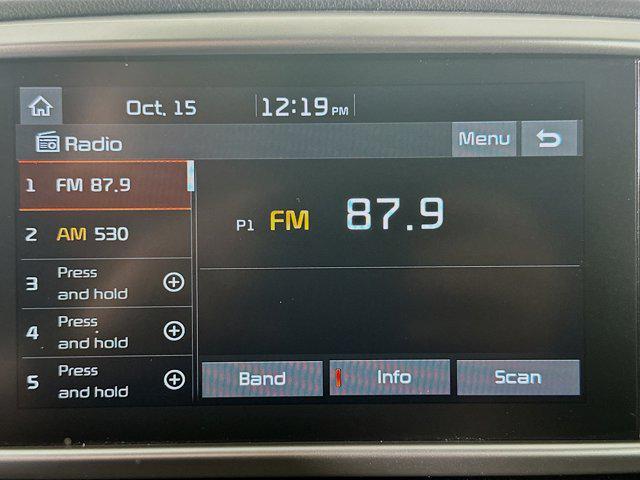 Oct. 15 12:19 PM
Radio Menu
1 FM 87.9
P1 FM 87.9
2 AM 530
3 Press
and hold
4 Press
and hold
5 Press
and hold
Band Info Scan